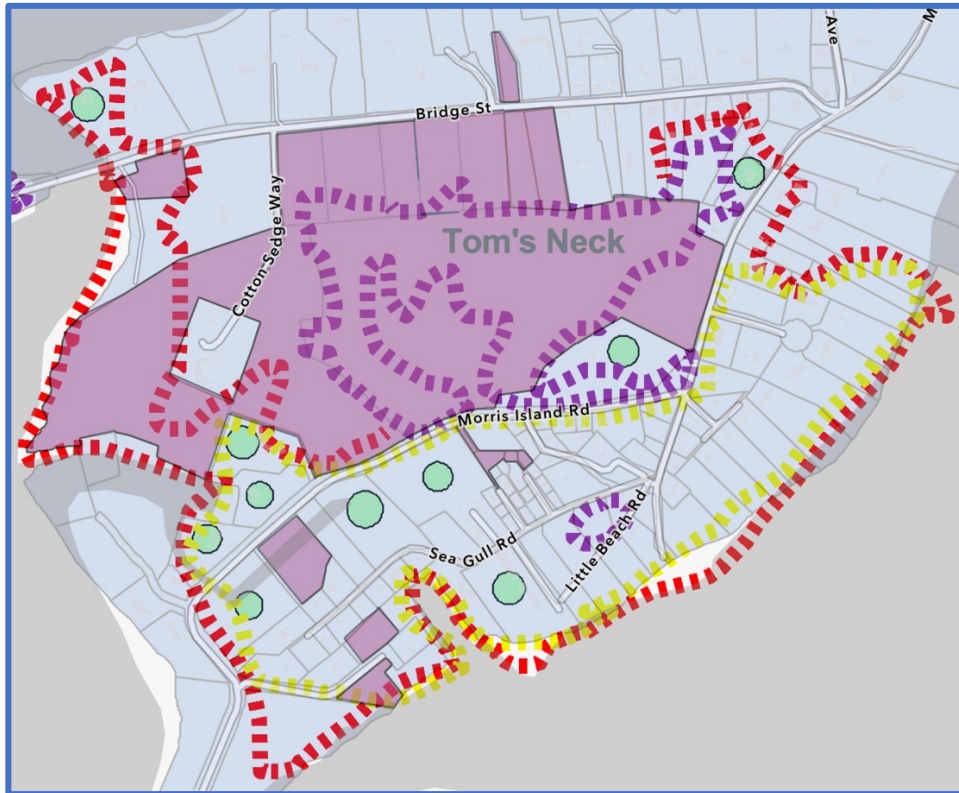 Ave
M
Bridge St
Cotton Sedge Way
Tom's Neck
Morris Island Rd
Sea Gull Rd
Little Beach Rd